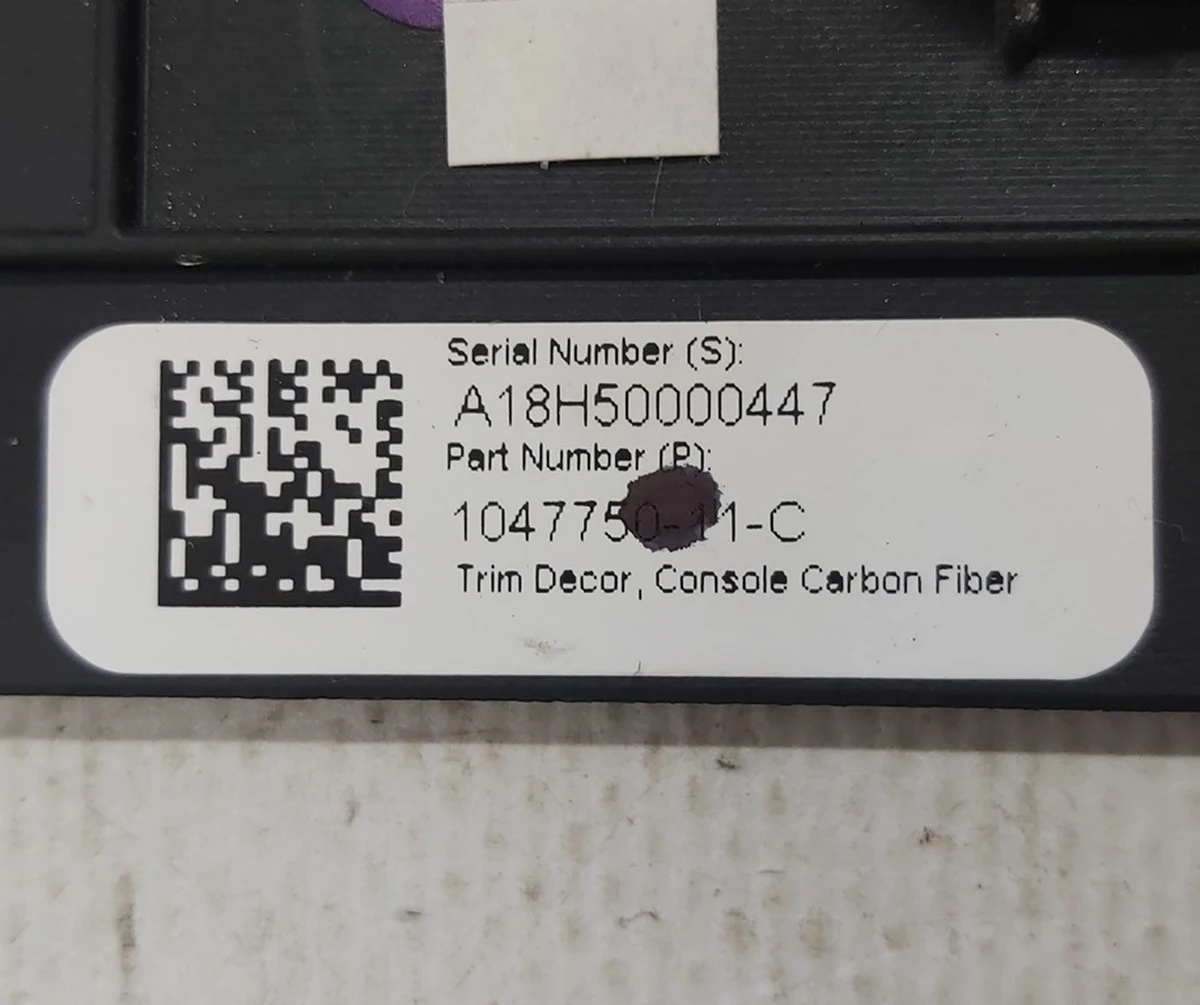 Serial Number (S):
A18H50000447
Part Number (P):
1047750-11-C
Trim Decor, Console Carbon Fiber